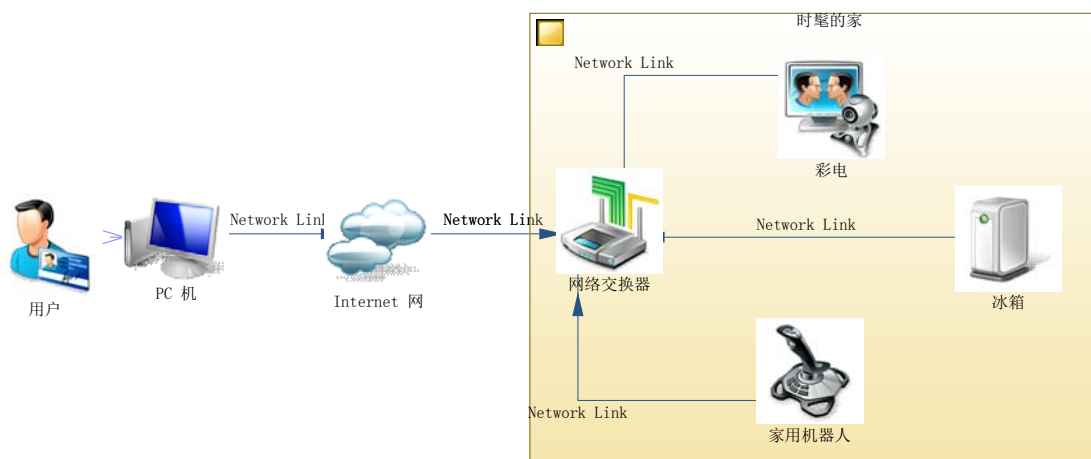 时髦的家
Network Link
彩电
Network Link
Network Link
Network Link
用户
PC 机
Internet 网
网络交换器
冰箱
Network Link
家用机器人